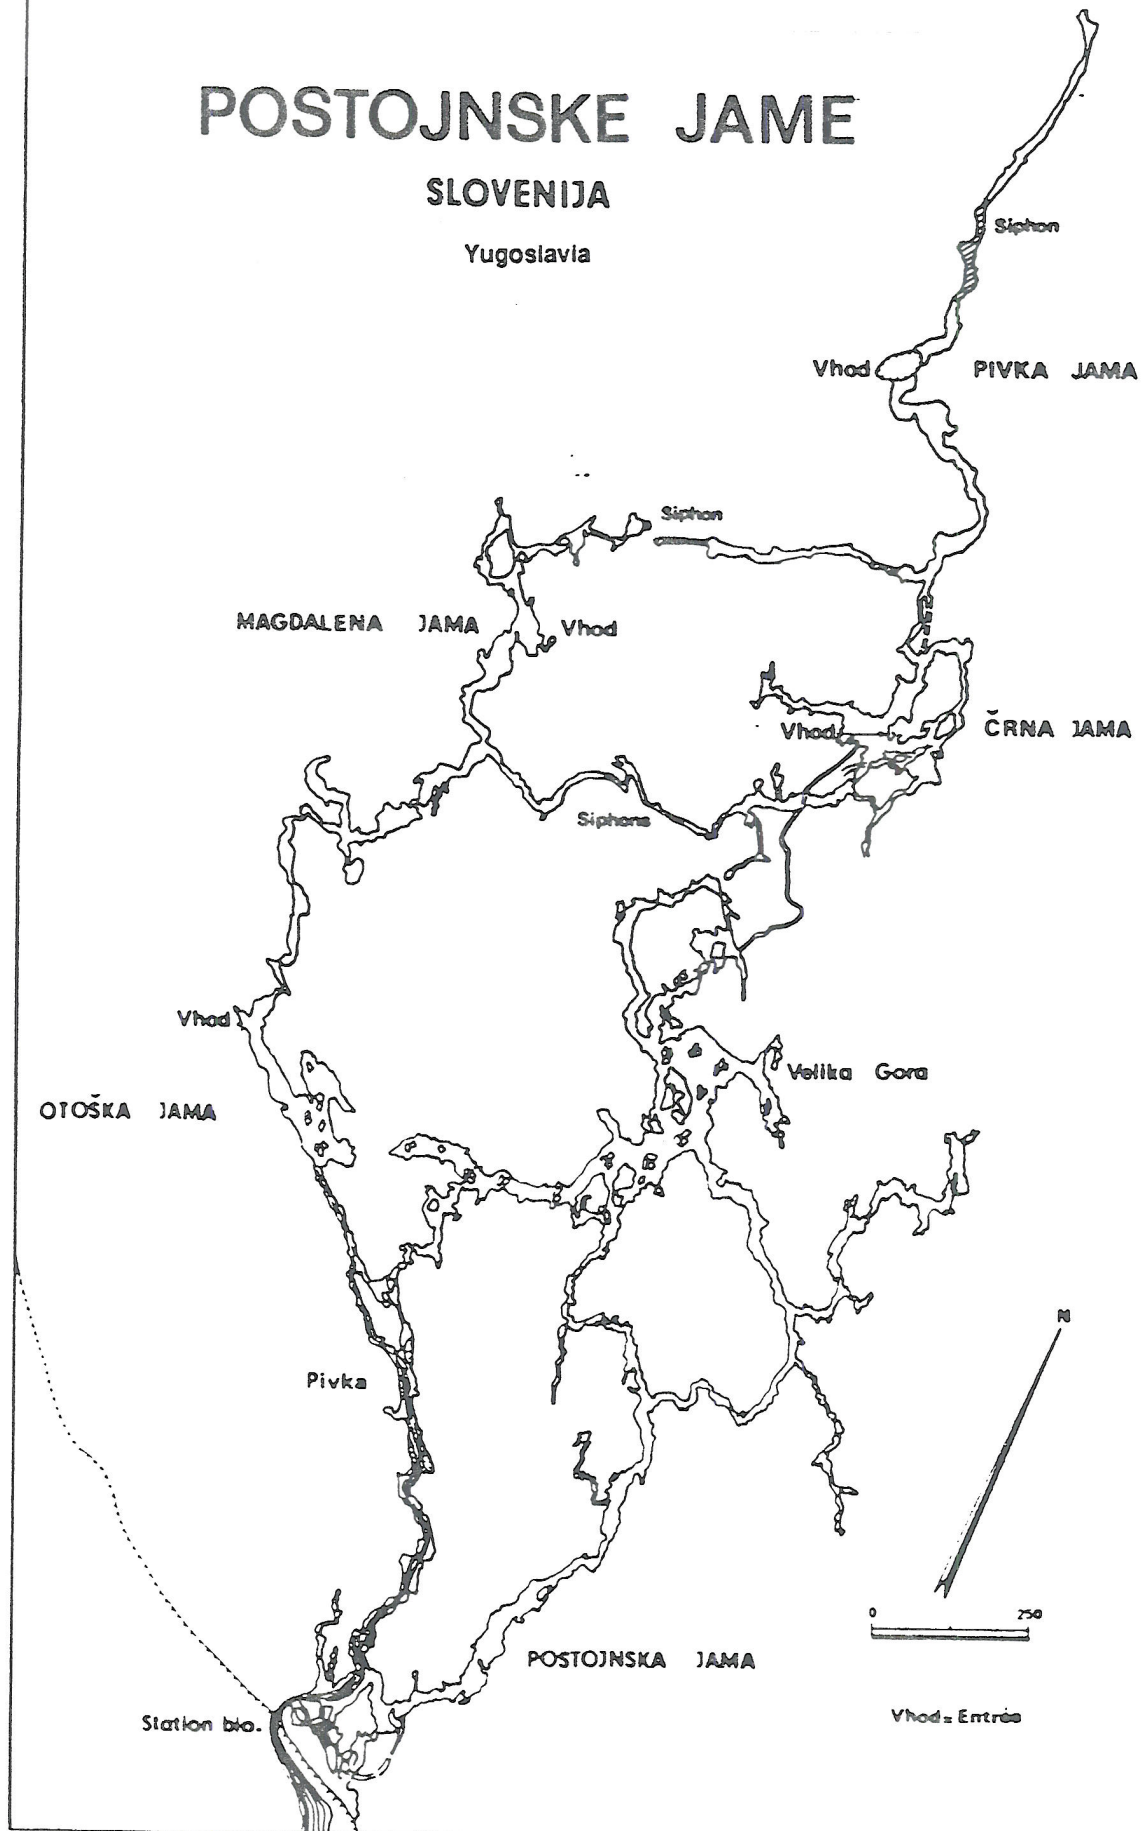 POSTOJNSKE JAME
SLOVENIJA
Yugoslavia
Siphon
Vhod
PIVKA JAMA
Siphon
MAGDALENA JAMA
Vhod
Vhod
ČRNA JAMA
Siphons
Vhod
Velika Gora
OTOŠKA JAMA
N
Pivka
0 250
POSTOJNSKA JAMA
Station bio.
Vhod = Entrée